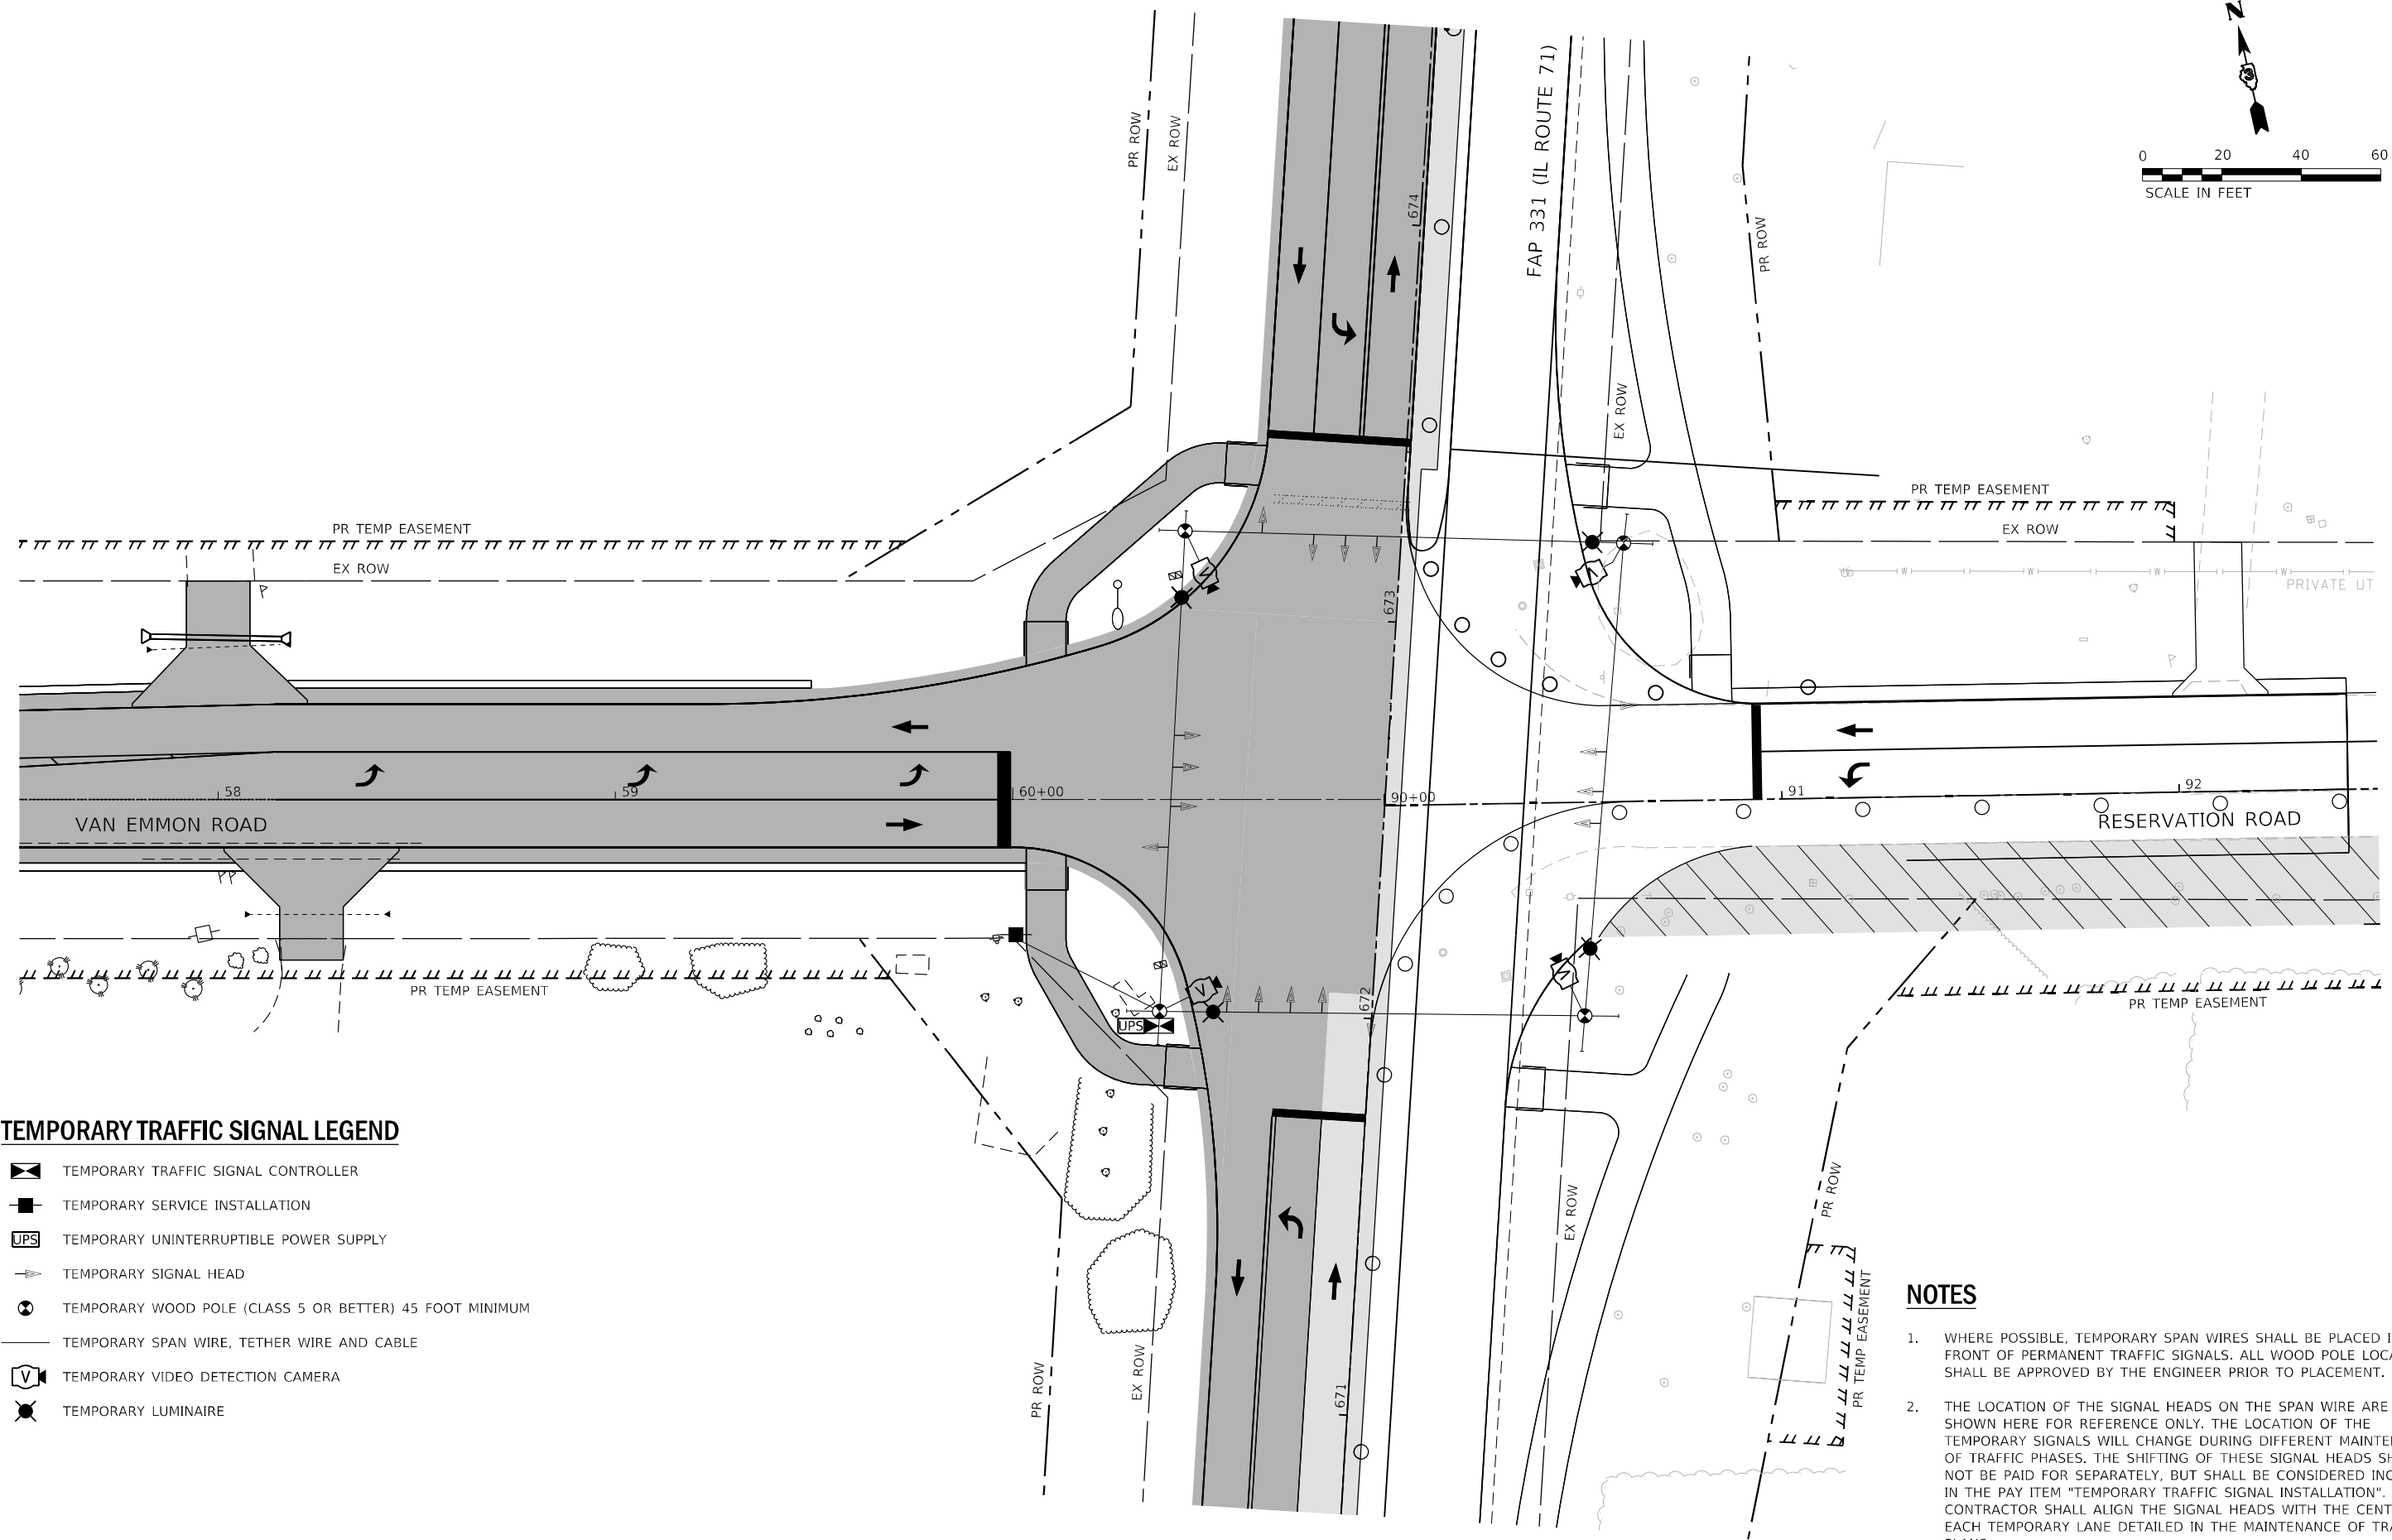 N
3
0 20 40 60
SCALE IN FEET
FAP 331 (IL ROUTE 71)
PR ROW
EX ROW
674
PR ROW
EX ROW
PR TEMP EASEMENT
EX ROW
PR TEMP EASEMENT
EX ROW
W W W W
PRIVATE UT
673
V
V
58
59
60+00
90+00
91
92
VAN EMMON ROAD
RESERVATION ROAD
PR TEMP EASEMENT
V
V
672
UPS
PR TEMP EASEMENT
PR ROW
EX ROW
PR TEMP EASEMENT
PR ROW
EX ROW
671
TEMPORARY TRAFFIC SIGNAL LEGEND
TEMPORARY TRAFFIC SIGNAL CONTROLLER
TEMPORARY SERVICE INSTALLATION
UPS TEMPORARY UNINTERRUPTIBLE POWER SUPPLY
TEMPORARY SIGNAL HEAD
TEMPORARY WOOD POLE (CLASS 5 OR BETTER) 45 FOOT MINIMUM
TEMPORARY SPAN WIRE, TETHER WIRE AND CABLE
V TEMPORARY VIDEO DETECTION CAMERA
TEMPORARY LUMINAIRE
NOTES
1. WHERE POSSIBLE, TEMPORARY SPAN WIRES SHALL BE PLACED I
FRONT OF PERMANENT TRAFFIC SIGNALS. ALL WOOD POLE LOCA
SHALL BE APPROVED BY THE ENGINEER PRIOR TO PLACEMENT.
2. THE LOCATION OF THE SIGNAL HEADS ON THE SPAN WIRE ARE
SHOWN HERE FOR REFERENCE ONLY. THE LOCATION OF THE
TEMPORARY SIGNALS WILL CHANGE DURING DIFFERENT MAINTE
OF TRAFFIC PHASES. THE SHIFTING OF THESE SIGNAL HEADS SH
NOT BE PAID FOR SEPARATELY, BUT SHALL BE CONSIDERED INC
IN THE PAY ITEM "TEMPORARY TRAFFIC SIGNAL INSTALLATION".
CONTRACTOR SHALL ALIGN THE SIGNAL HEADS WITH THE CENT
EACH TEMPORARY LANE DETAILED IN THE MAINTENANCE OF TRA